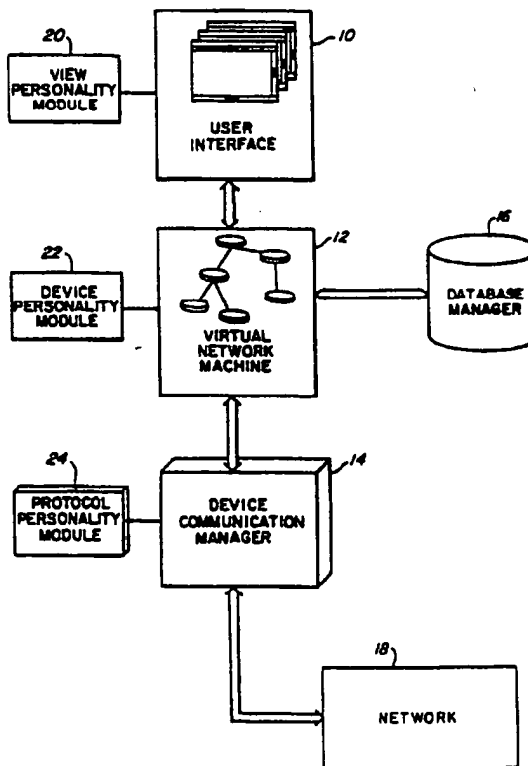 20
VIEW
PERSONALITY
MODULE
10
USER
INTERFACE
22
DEVICE
PERSONALITY
MODULE
12
VIRTUAL
NETWORK
MACHINE
16
DATABASE
MANAGER
24
PROTOCOL
PERSONALITY
MODULE
14
DEVICE
COMMUNICATION
MANAGER
18
NETWORK